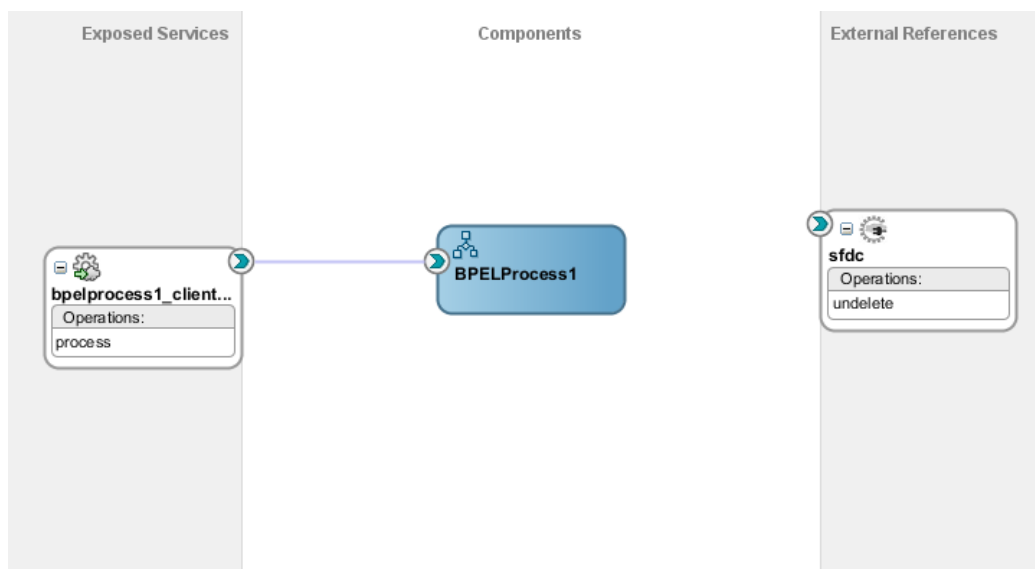 Exposed Services
Components
External References
bpelprocess1_client...
Operations:
process
BPELProcess1
sfdc
Operations:
undelete